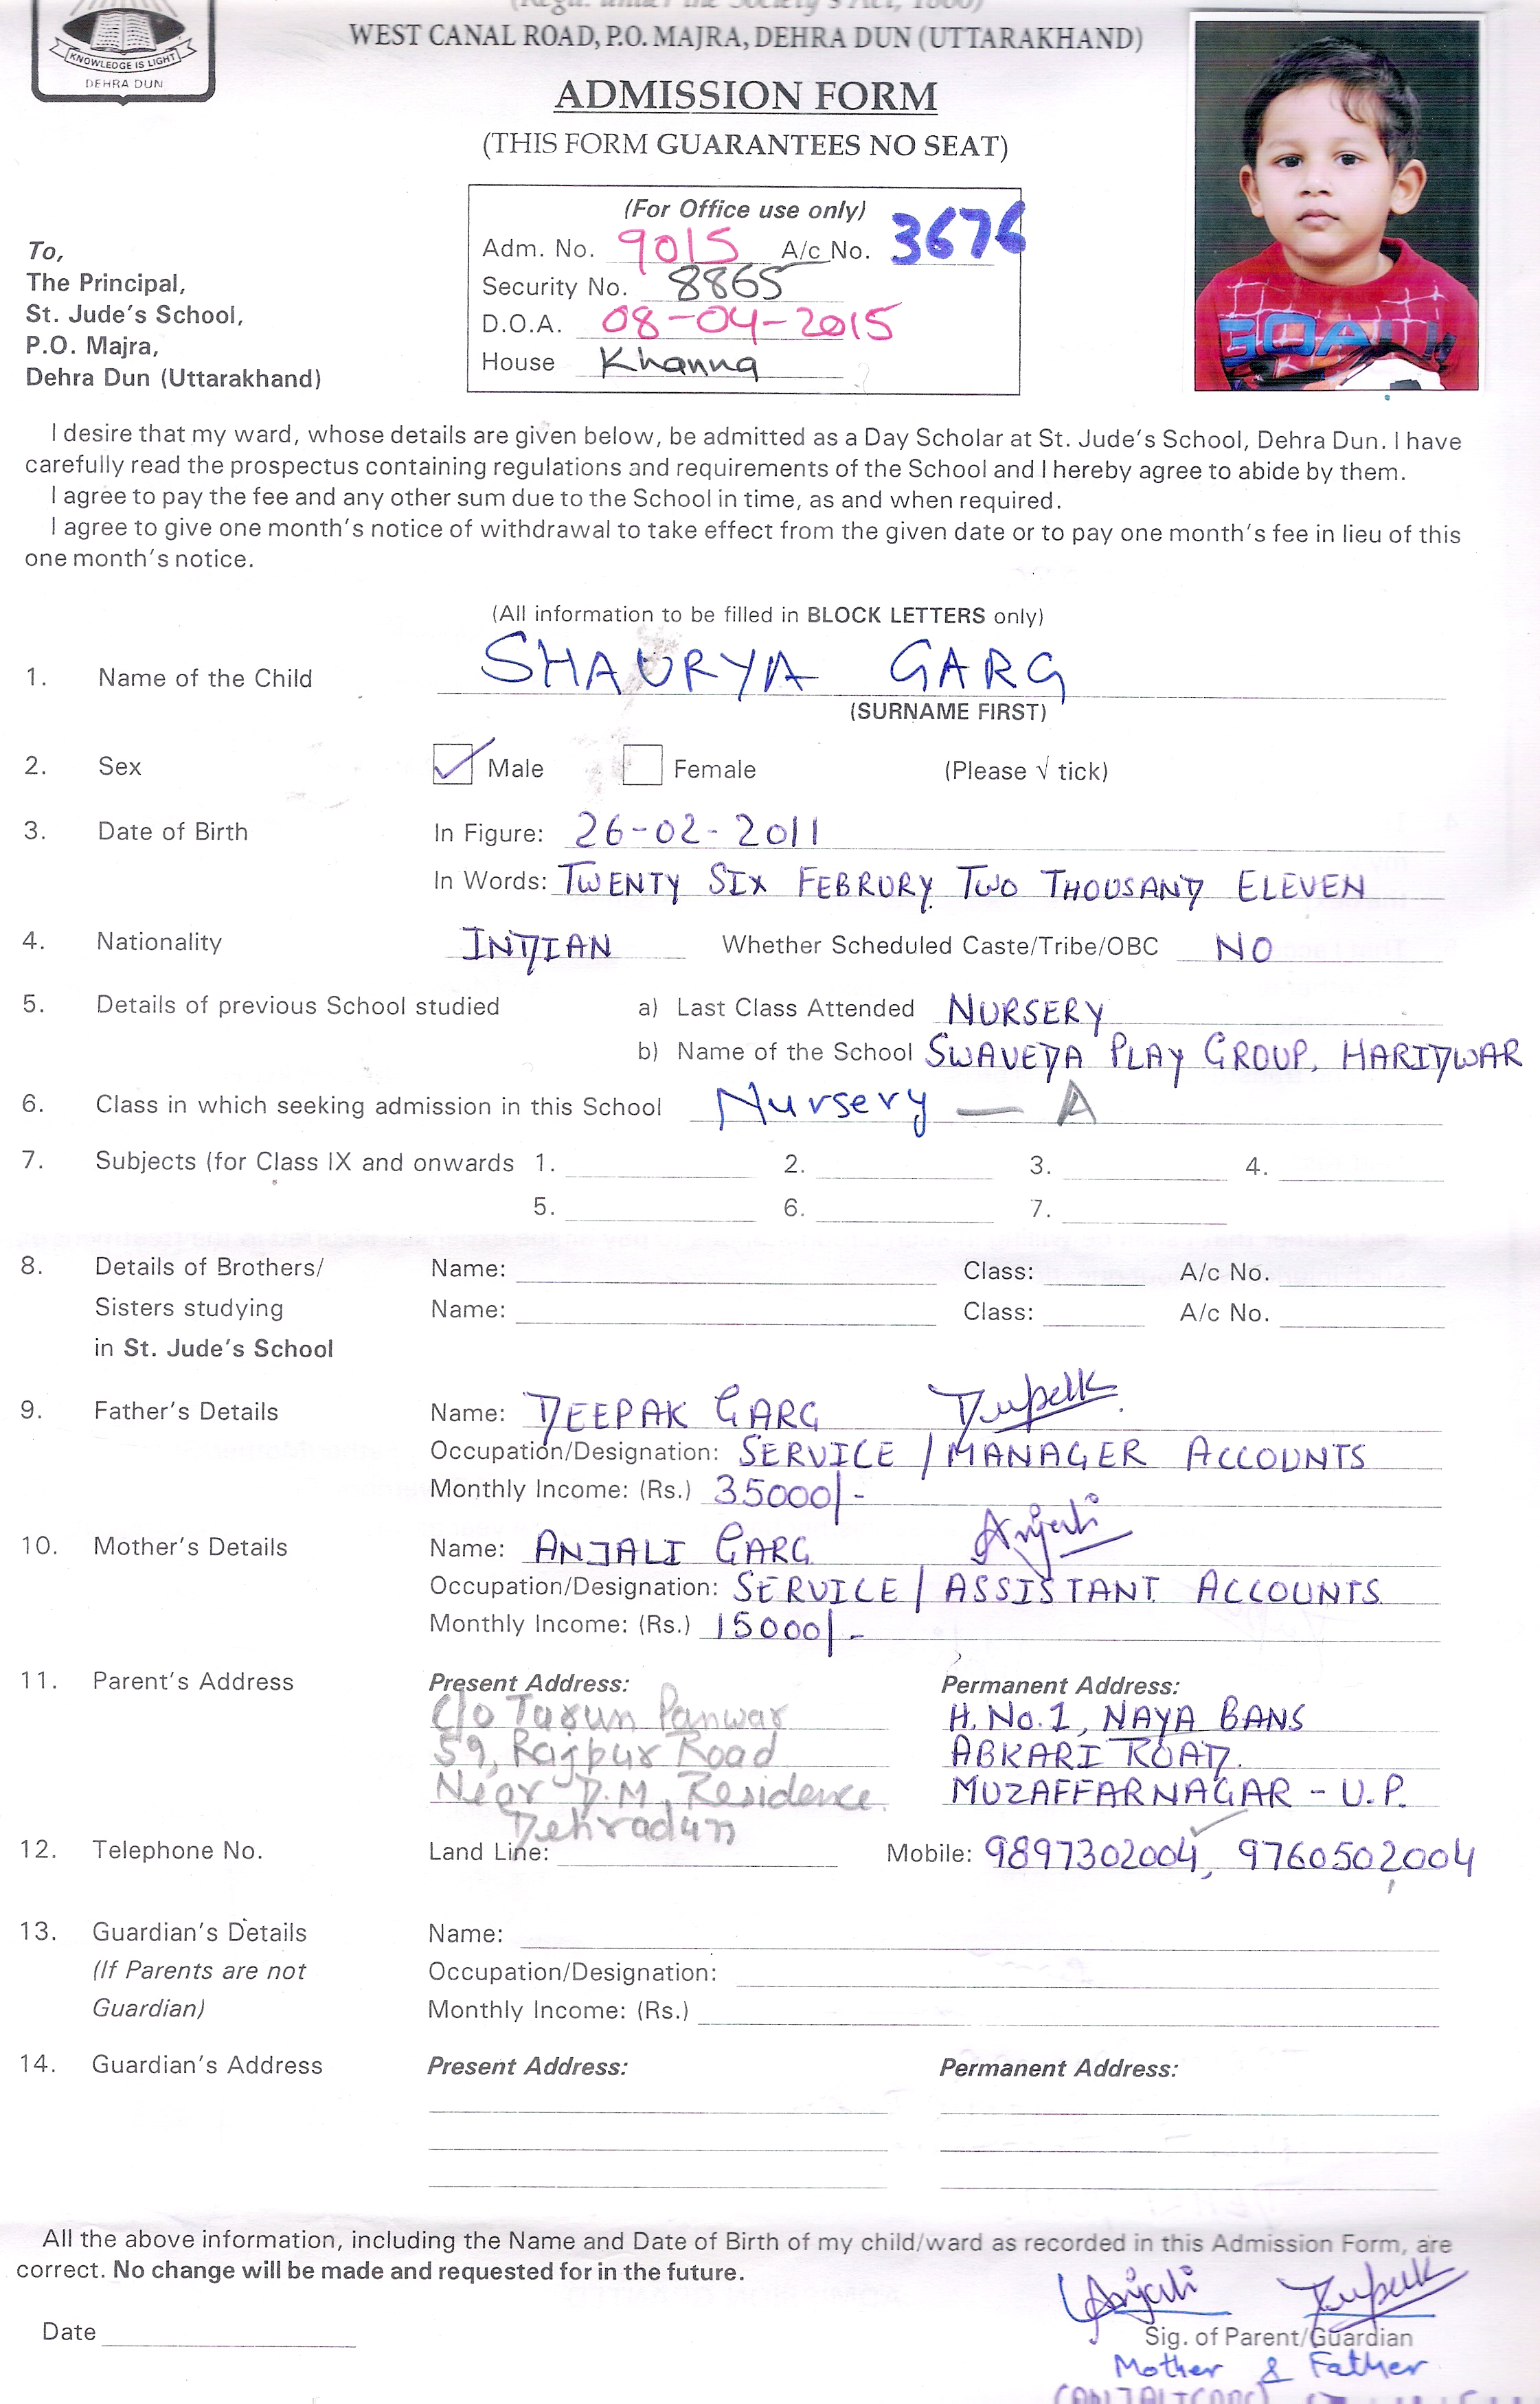 (Regd. under the Society's Act, 1860)
WEST CANAL ROAD, P.O. MAJRA, DEHRA DUN (UTTARAKHAND)
KNOWLEDGE IS LIGHT
DEHRA DUN
ADMISSION FORM
(THIS FORM GUARANTEES NO SEAT)
(For Office use only)
Adm. No. 9015 A/c No. 3676
Security No. 8865
D.O.A. 08-04-2015
House Khanna
To,
The Principal,
St. Jude's School,
P.O. Majra,
Dehra Dun (Uttarakhand)
I desire that my ward, whose details are given below, be admitted as a Day Scholar at St. Jude's School, Dehra Dun. I have
carefully read the prospectus containing regulations and requirements of the School and I hereby agree to abide by them.
I agree to pay the fee and any other sum due to the School in time, as and when required.
I agree to give one month's notice of withdrawal to take effect from the given date or to pay one month's fee in lieu of this
one month's notice.
(All information to be filled in BLOCK LETTERS only)
1. Name of the Child SHAURYA GARG
(SURNAME FIRST)
2. Sex Male Female (Please √ tick)
3. Date of Birth In Figure: 26-02-2011
In Words: TWENTY SIX FEBRURY TWO THOUSAND ELEVEN
4. Nationality INDIAN Whether Scheduled Caste/Tribe/OBC NO
5. Details of previous School studied a) Last Class Attended NURSERY
b) Name of the School SWAVEDA PLAY GROUP, HARIDWAR
6. Class in which seeking admission in this School Nursery — A
7. Subjects (for Class IX and onwards 1. 2. 3. 4.
5. 6. 7.
8. Details of Brothers/ Name: Class: A/c No.
Sisters studying Name: Class: A/c No.
in St. Jude's School
9. Father's Details Name: DEEPAK GARG Deepak
Occupation/Designation: SERVICE / MANAGER ACCOUNTS
Monthly Income: (Rs.) 35000/-
10. Mother's Details Name: ANJALI GARG Anjali
Occupation/Designation: SERVICE / ASSISTANT ACCOUNTS
Monthly Income: (Rs.) 15000/-
11. Parent's Address Present Address: Permanent Address:
C/o Tarun Panwar H. No. 1, NAYA BANS
59, Rajpur Road ABKARI ROAD.
Near D.M. Residence. MUZAFFARNAGAR - U.P.
Dehradun
12. Telephone No. Land Line: Mobile: 9897302004, 9760502004
13. Guardian's Details Name:
(If Parents are not Occupation/Designation:
Guardian) Monthly Income: (Rs.)
14. Guardian's Address Present Address: Permanent Address:
All the above information, including the Name and Date of Birth of my child/ward as recorded in this Admission Form, are
correct. No change will be made and requested for in the future.
Anjali Deepak
Date Sig. of Parent/Guardian
Mother & Father
(ANJALI GARG)